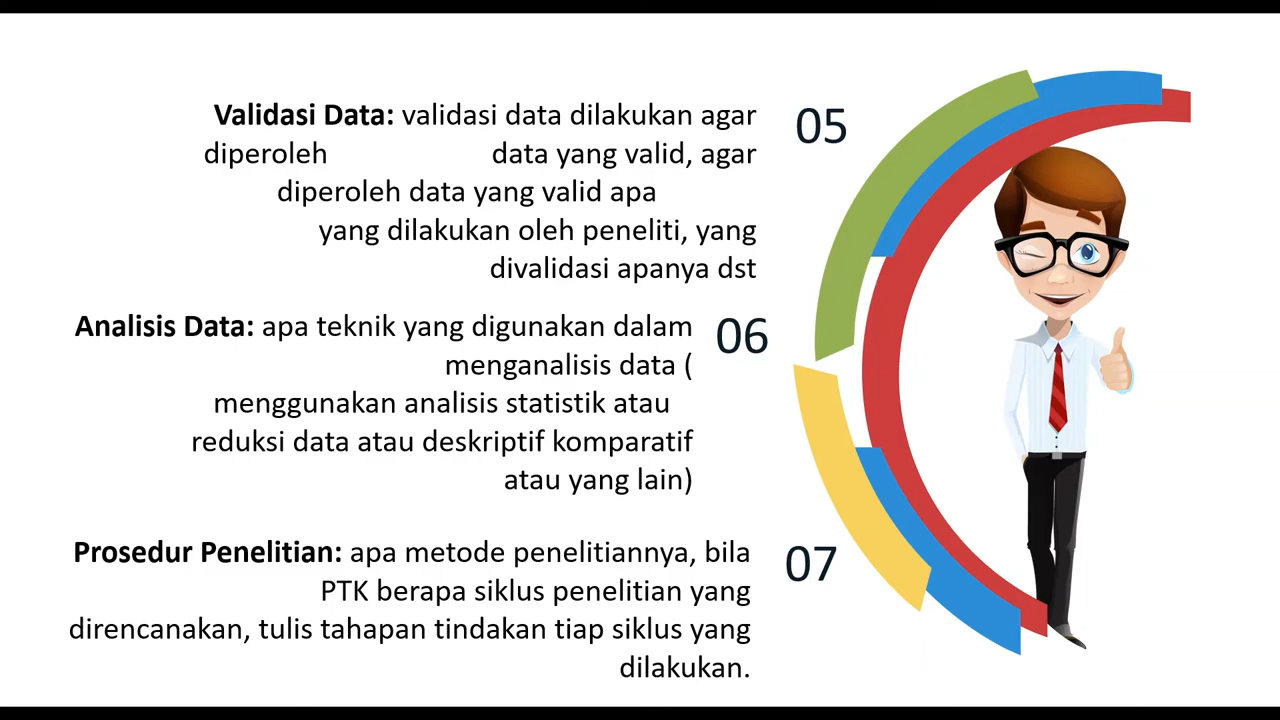 Validasi Data: validasi data dilakukan agar
diperoleh data yang valid, agar
diperoleh data yang valid apa
yang dilakukan oleh peneliti, yang
divalidasi apanya dst
05
Analisis Data: apa teknik yang digunakan dalam
menganalisis data (
menggunakan analisis statistik atau
reduksi data atau deskriptif komparatif
atau yang lain)
06
Prosedur Penelitian: apa metode penelitiannya, bila
PTK berapa siklus penelitian yang
direncanakan, tulis tahapan tindakan tiap siklus yang
dilakukan.
07